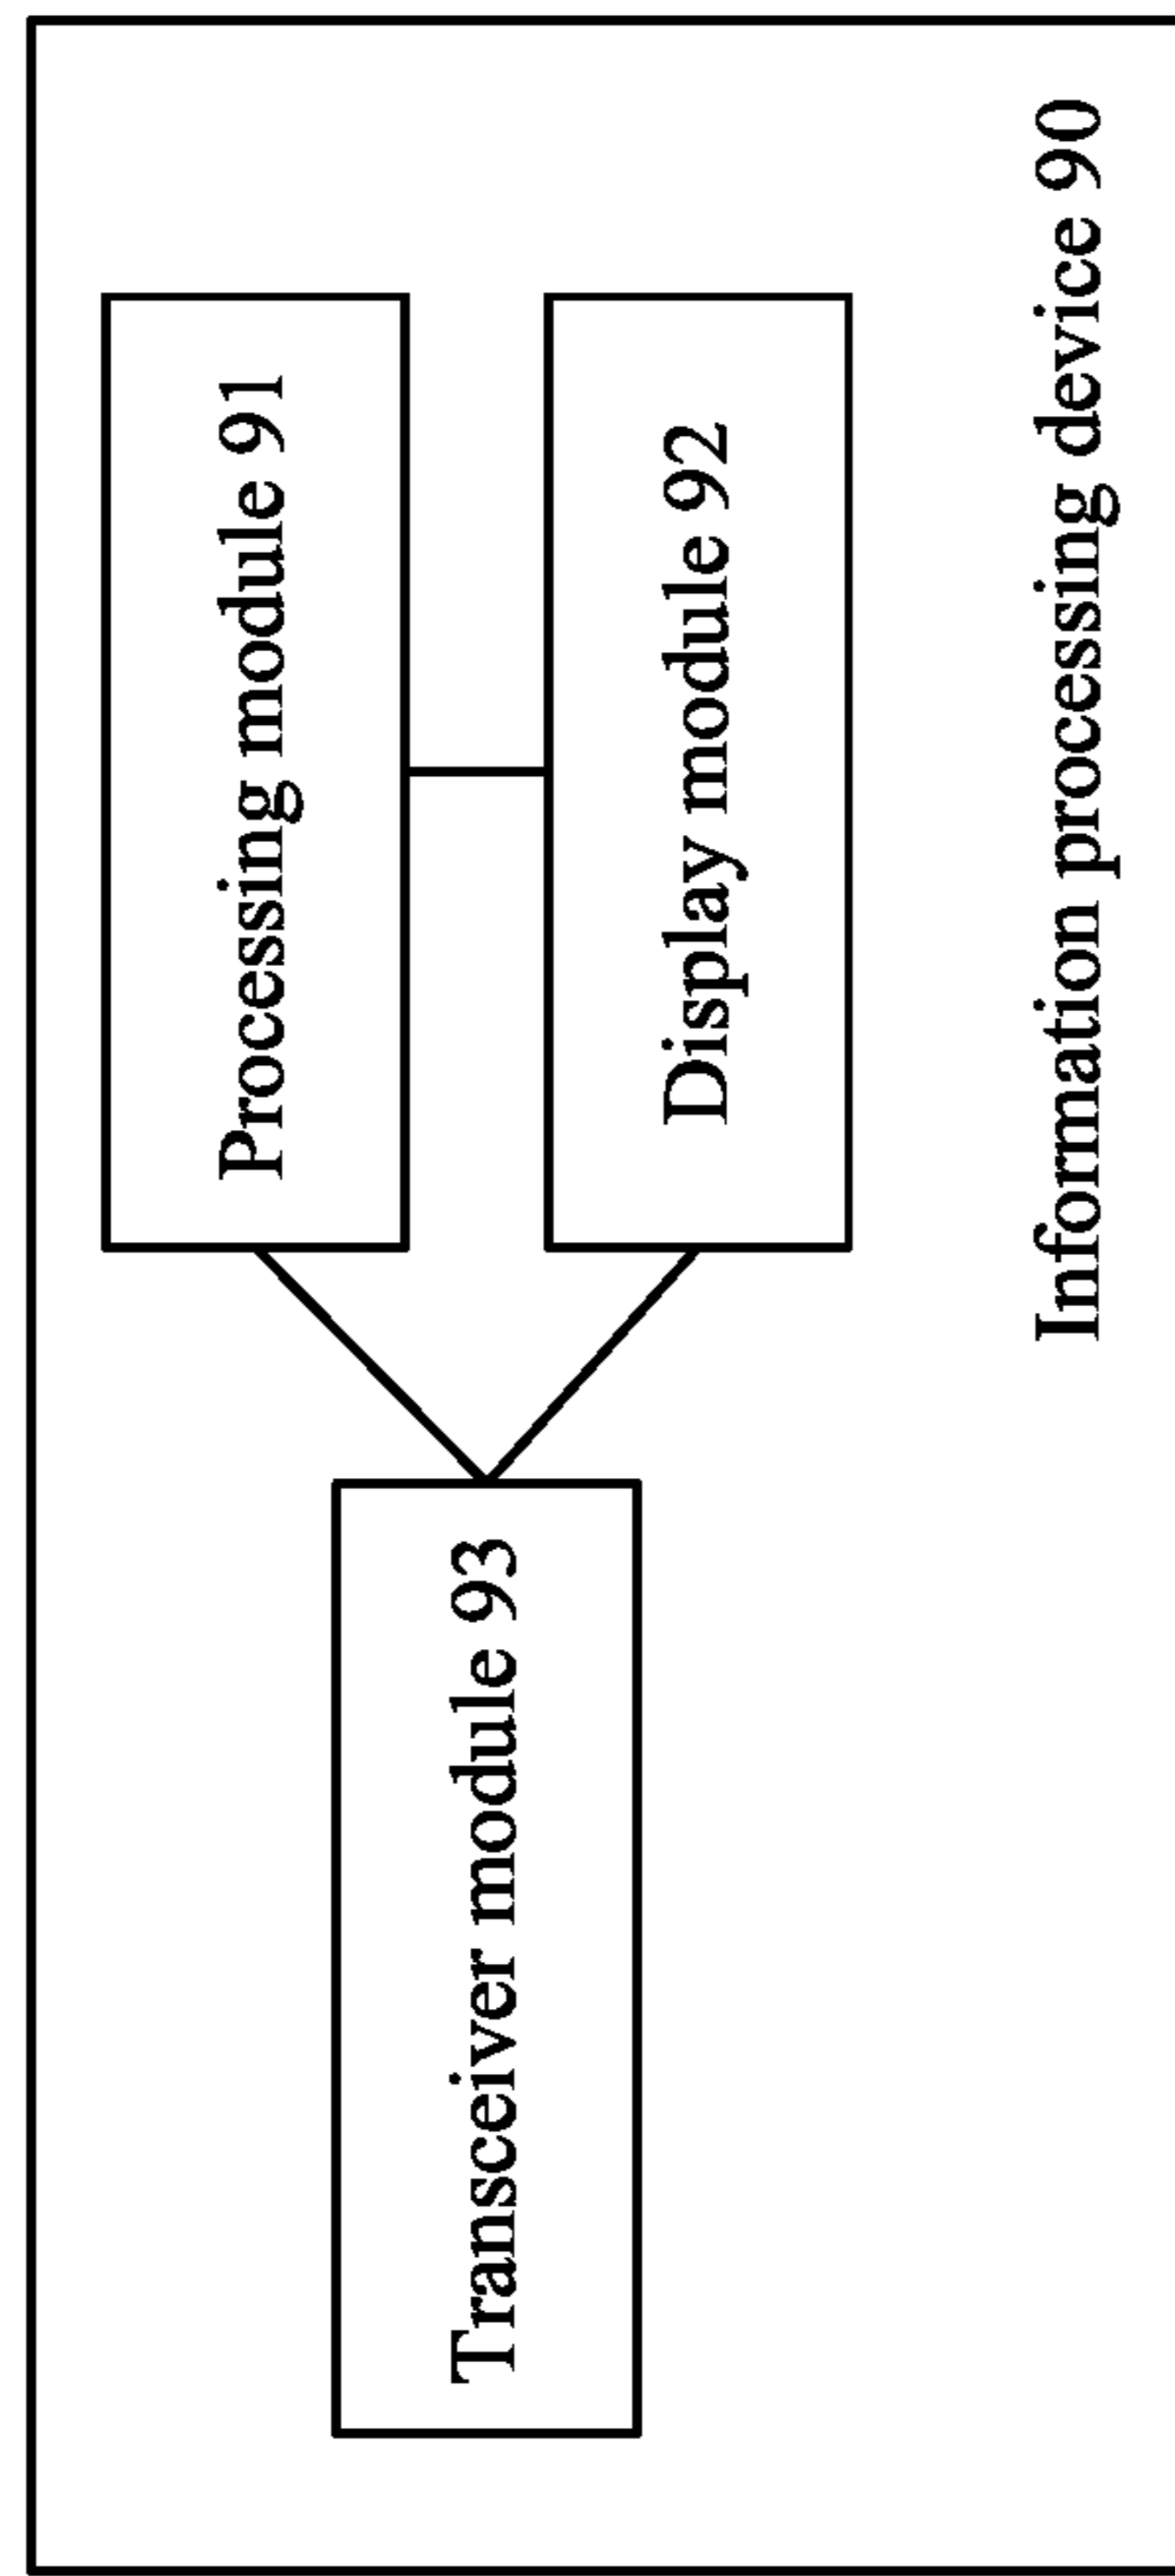 Processing module 91
Transceiver module 93
Display module 92
Information processing device 90